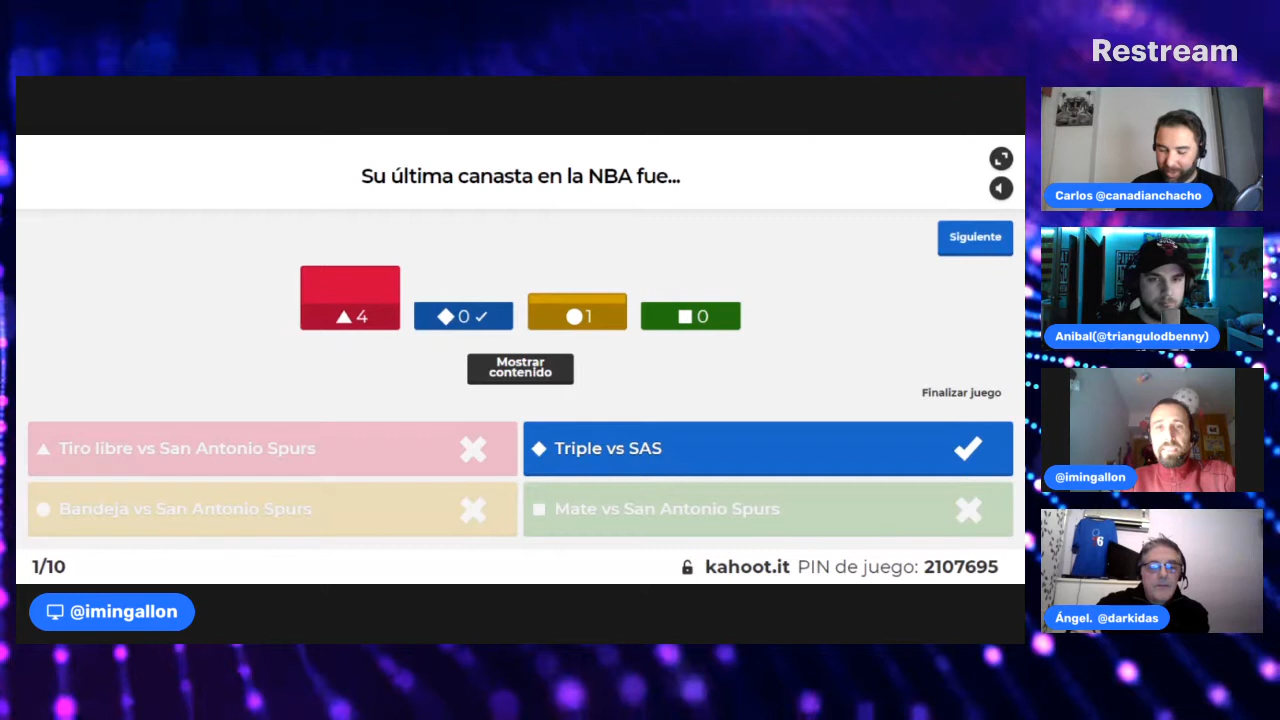 Restream
Su última canasta en la NBA fue...
Siguiente
4
0
1
0
Mostrar
contenido
Finalizar juego
Tiro libre vs San Antonio Spurs
Triple vs SAS
Bandeja vs San Antonio Spurs
Mate vs San Antonio Spurs
1/10
kahoot.it PIN de juego: 2107695
@imingallon
Carlos @canadianchacho
Anibal(@triangulodbenny)
@imingallon
Ángel. @darkidas